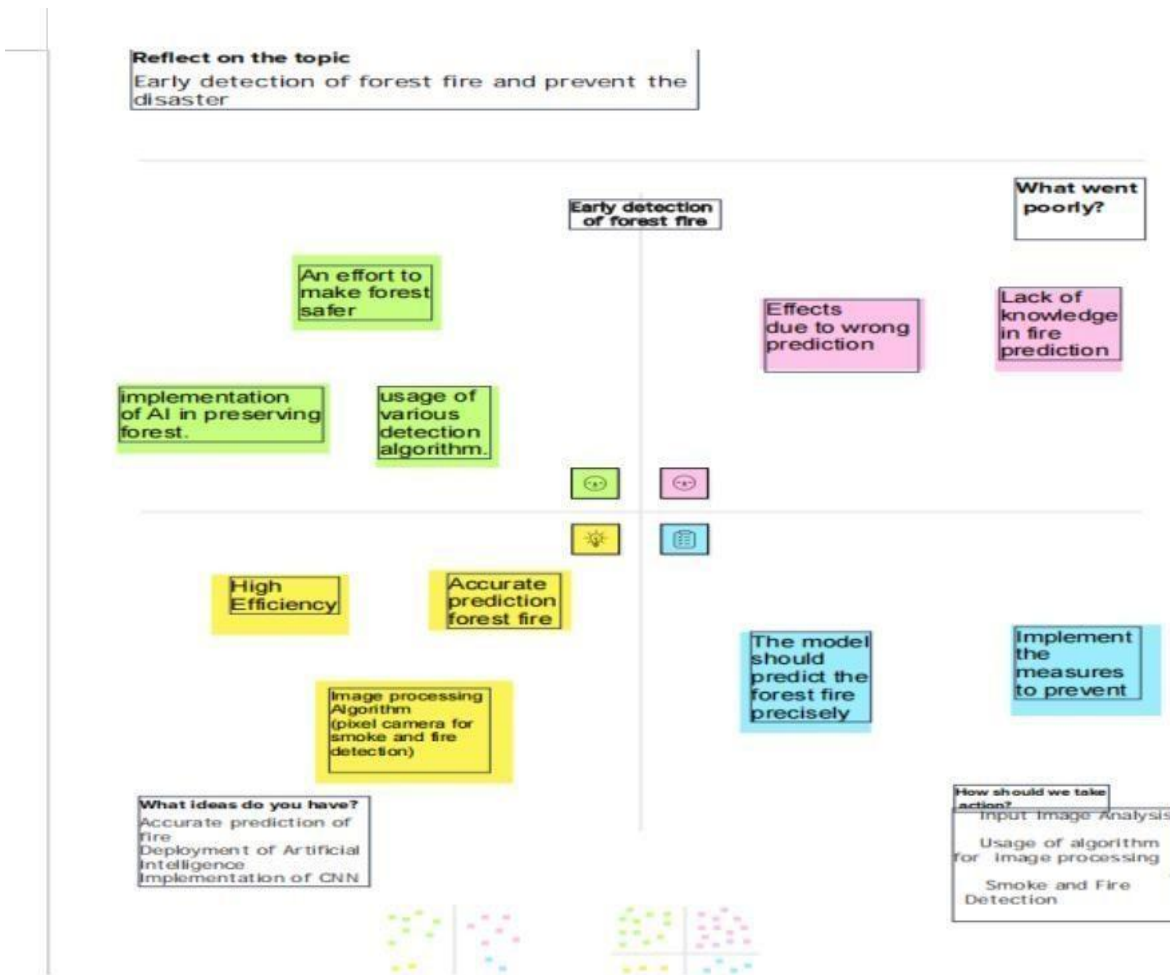 Reflect on the topic
Early detection of forest fire and prevent the
disaster
Early detection
of forest fire
What went
poorly?
An effort to
make forest
safer
implementation
of AI in preserving
forest.
usage of
various
detection
algorithm.
Effects
due to wrong
prediction
Lack of
knowledge
in fire
prediction
High
Efficiency
Accurate
prediction
forest fire
Image processing
Algorithm
(pixel camera for
smoke and fire
detection)
The model
should
predict the
forest fire
precisely
Implement
the
measures
to prevent
What ideas do you have?
Accurate prediction of
fire
Deployment of Artificial
Intelligence
Implementation of CNN
How should we take
action?
Input Image Analysis
Usage of algorithm
for image processing
Smoke and Fire
Detection